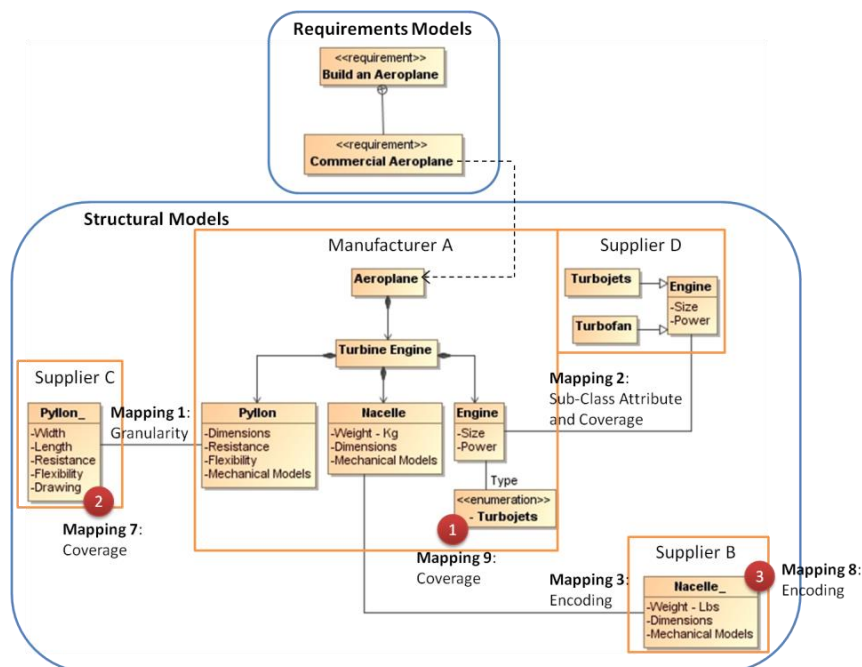 Requirements Models
<<requirement>>
Build an Aeroplane
<<requirement>>
Commercial Aeroplane
Structural Models
Manufacturer A
Aeroplane
Turbine Engine
Supplier D
Turbojets
Turbofan
Engine
-Size
-Power
Supplier C
Pyllon_
-Width
-Length
-Resistance
-Flexibility
-Drawing
2
Mapping 7:
Coverage
Mapping 1:
Granularity
Pyllon
-Dimensions
-Resistance
-Flexibility
-Mechanical Models
Nacelle
-Weight - Kg
-Dimensions
-Mechanical Models
Engine
-Size
-Power
Type
<<enumeration>>
- Turbojets
1
Mapping 9:
Coverage
Mapping 2:
Sub-Class Attribute
and Coverage
Mapping 3:
Encoding
Supplier B
Nacelle_
-Weight - Lbs
-Dimensions
-Mechanical Models
3
Mapping 8:
Encoding